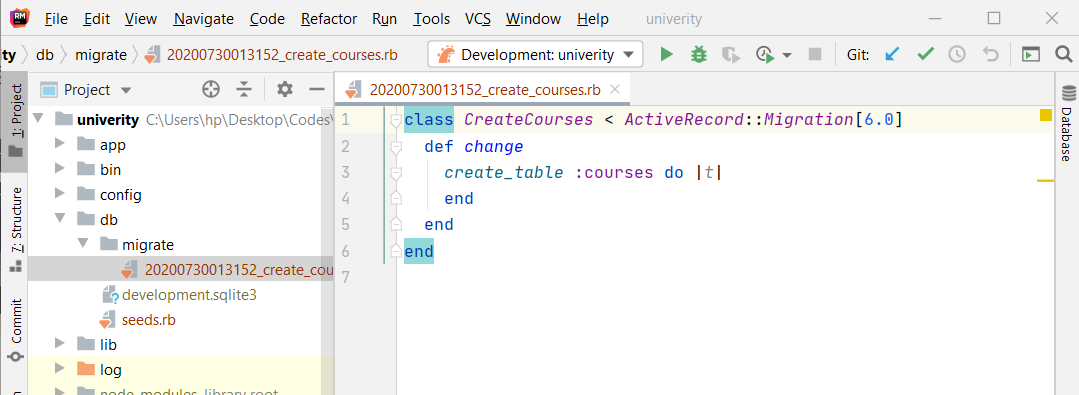 RM File Edit View Navigate Code Refactor Run Tools VCS Window Help univerity
ty db migrate 20200730013152_create_courses.rb Development: univerity Git:
Project 20200730013152_create_courses.rb
1: Project
univerity C:\Users\hp\Desktop\Codes\
app
bin
config
db
migrate
20200730013152_create_cou
development.sqlite3
seeds.rb
lib
log
node_modules library root
7: Structure
Commit
1 class CreateCourses < ActiveRecord::Migration[6.0]
2 def change
3 create_table :courses do |t|
4 end
5 end
6 end
7
Database